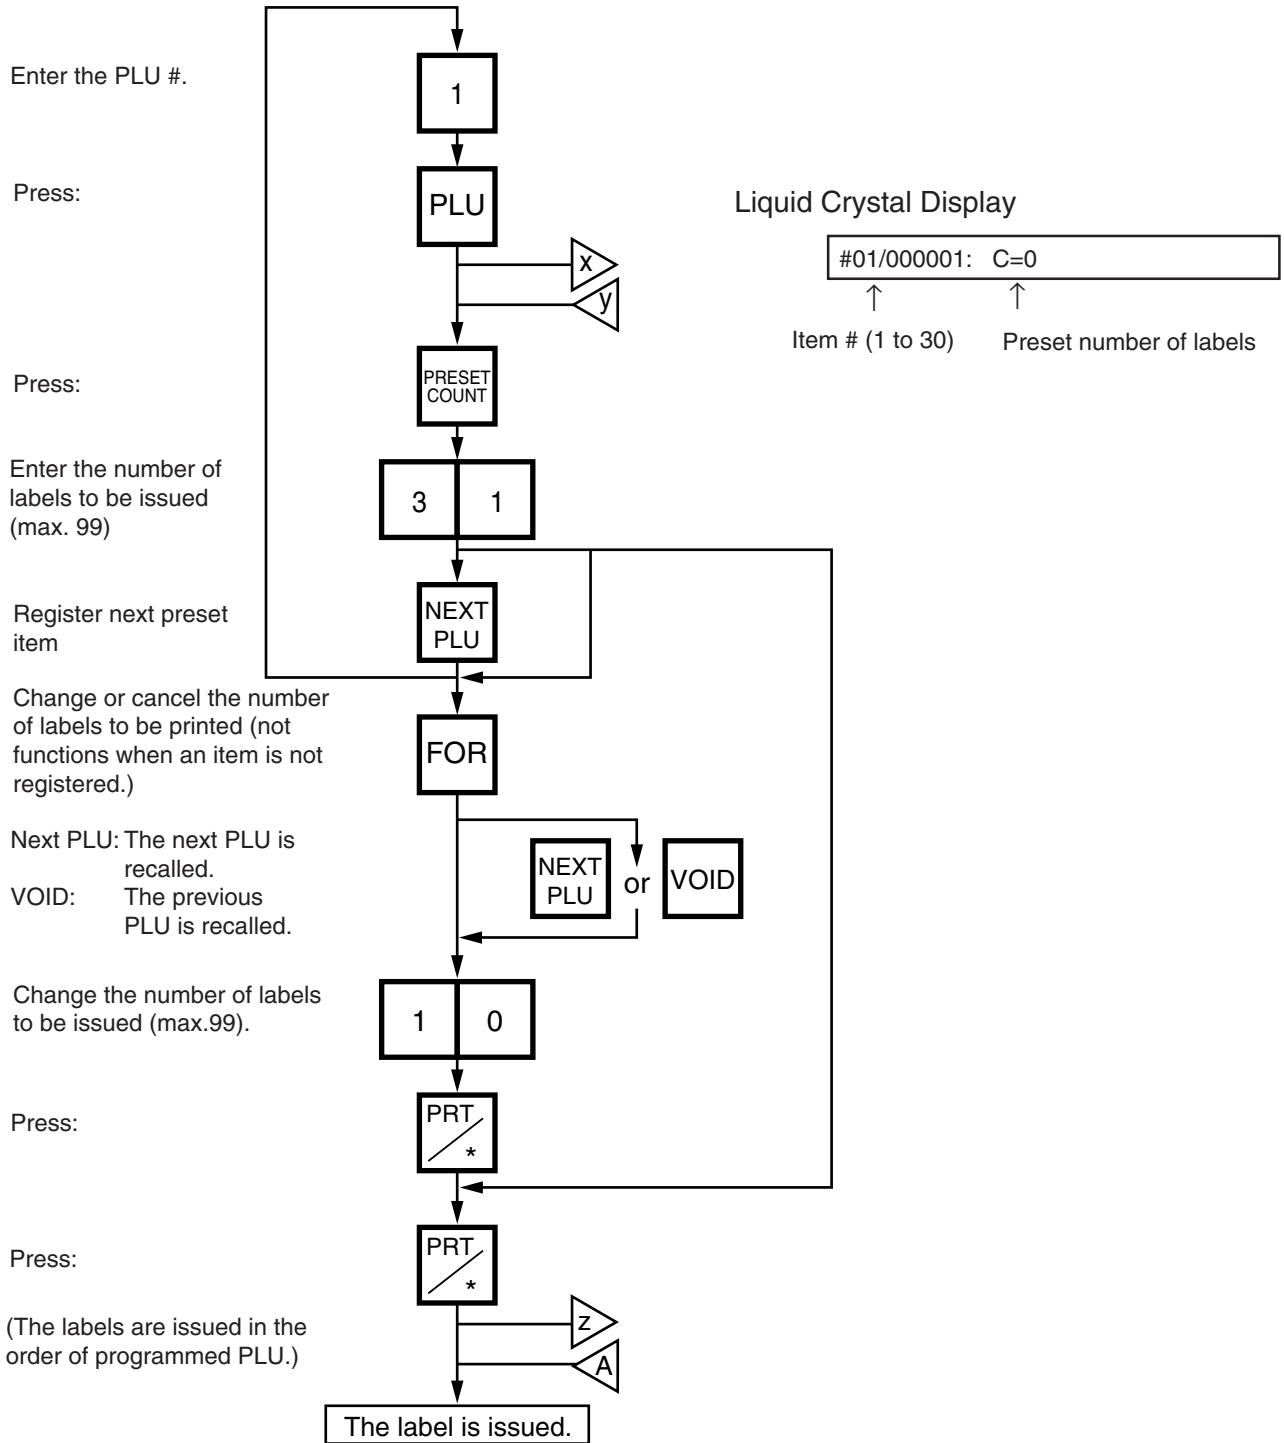 Enter the PLU #.
1
Press:
PLU
Liquid Crystal Display
x
#01/000001: C=0
y
↑ ↑
Item # (1 to 30) Preset number of labels
Press:
PRESET
COUNT
Enter the number of
labels to be issued
(max. 99)
3 1
Register next preset
item
NEXT
PLU
Change or cancel the number
of labels to be printed (not
functions when an item is not
registered.)
FOR
Next PLU: The next PLU is
recalled.
VOID: The previous
PLU is recalled.
NEXT
PLU
or
VOID
Change the number of labels
to be issued (max.99).
1 0
Press:
PRT
*
Press:
PRT
*
(The labels are issued in the
order of programmed PLU.)
z
A
The label is issued.